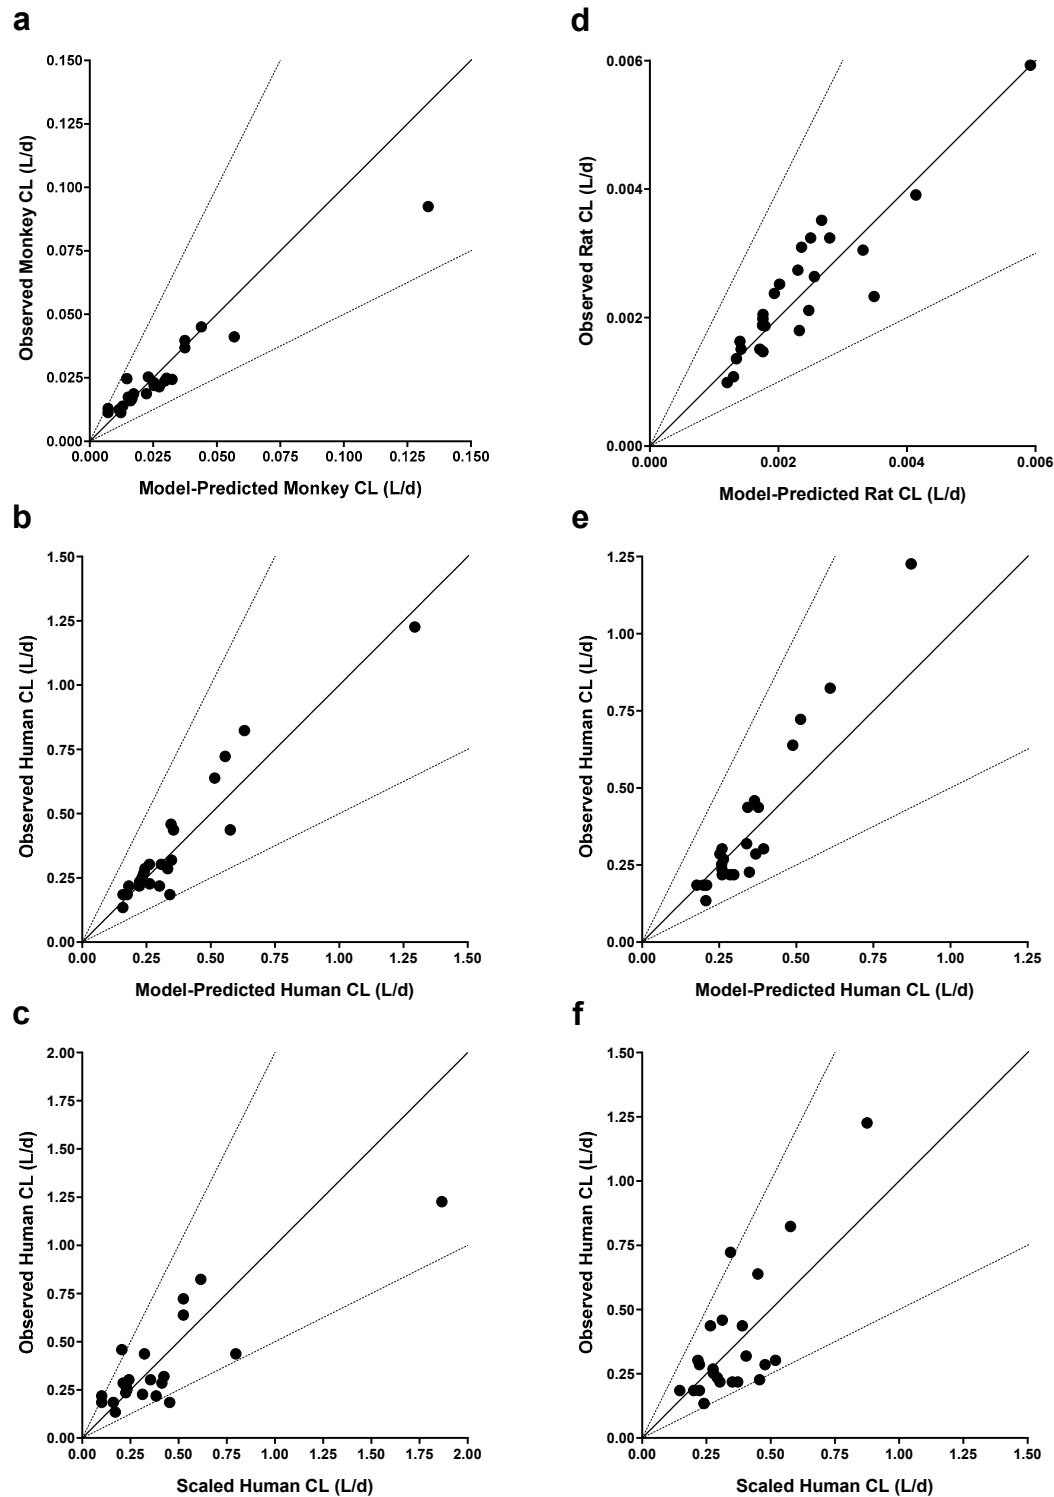 a
0.150
0.125
0.100
0.075
0.050
0.025
0.000
Observed Monkey CL (L/d)
0.000 0.025 0.050 0.075 0.100 0.125 0.150
Model-Predicted Monkey CL (L/d)
d
0.006
0.004
0.002
0.000
Observed Rat CL (L/d)
0.000 0.002 0.004 0.006
Model-Predicted Rat CL (L/d)
b
1.50
1.25
1.00
0.75
0.50
0.25
0.00
Observed Human CL (L/d)
0.00 0.25 0.50 0.75 1.00 1.25 1.50
Model-Predicted Human CL (L/d)
e
1.25
1.00
0.75
0.50
0.25
0.00
Observed Human CL (L/d)
0.00 0.25 0.50 0.75 1.00 1.25
Model-Predicted Human CL (L/d)
c
2.00
1.75
1.50
1.25
1.00
0.75
0.50
0.25
0.00
Observed Human CL (L/d)
0.00 0.25 0.50 0.75 1.00 1.25 1.50 1.75 2.00
Scaled Human CL (L/d)
f
1.50
1.25
1.00
0.75
0.50
0.25
0.00
Observed Human CL (L/d)
0.00 0.25 0.50 0.75 1.00 1.25 1.50
Scaled Human CL (L/d)